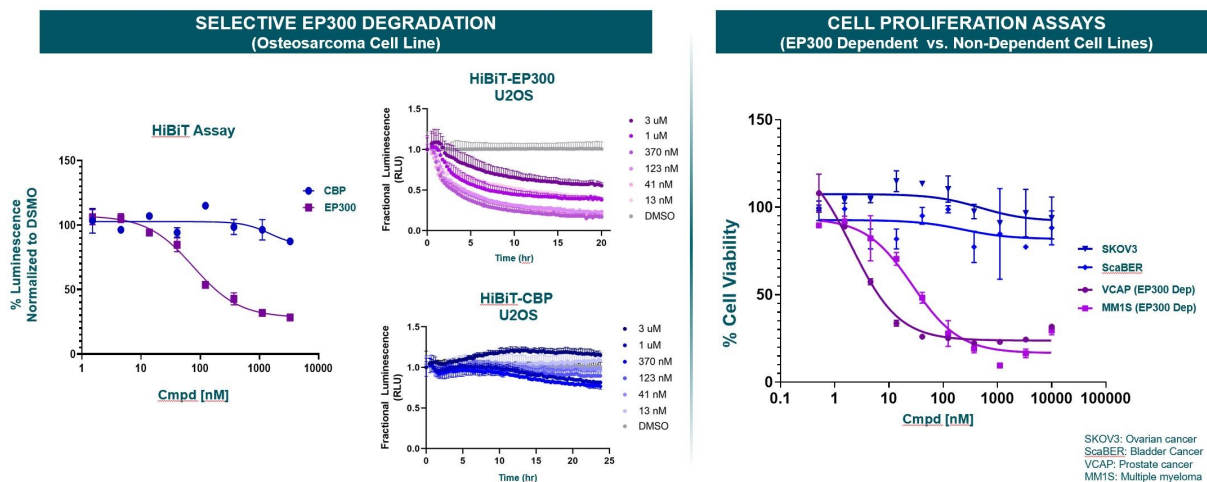 SELECTIVE EP300 DEGRADATION
(Osteosarcoma Cell Line)
HiBiT Assay
% Luminescence
Normalized to DSMO
150
100
50
0
1
10
100
1000
10000
Cmpd [nM]
CBP
EP300
HiBiT-EP300
U2OS
Fractional Luminescence
(RLU)
1.5
1.0
0.5
0.0
0
5
10
15
20
Time (hr)
3 uM
1 uM
370 nM
123 nM
41 nM
13 nM
DMSO
HiBiT-CBP
U2OS
Fractional Luminescence
(RLU)
1.5
1.0
0.5
0.0
0
5
10
15
20
25
Time (hr)
3 uM
1 uM
370 nM
123 nM
41 nM
13 nM
DMSO
CELL PROLIFERATION ASSAYS
(EP300 Dependent vs. Non-Dependent Cell Lines)
% Cell Viability
150
100
50
0
0.1
1
10
100
1000
10000
100000
Cmpd [nM]
SKOV3
ScaBER
VCAP (EP300 Dep)
MM1S (EP300 Dep)
SKOV3: Ovarian cancer
ScaBER: Bladder Cancer
VCAP: Prostate cancer
MM1S: Multiple myeloma